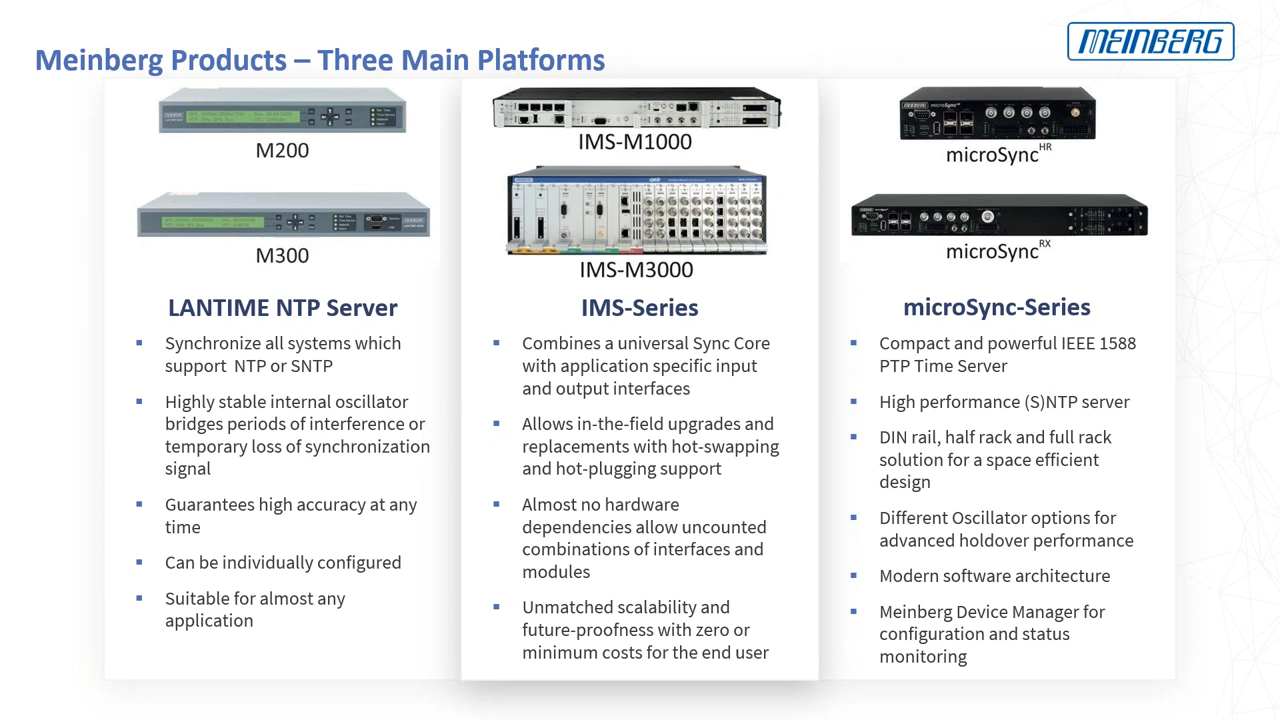 MEINBERG
Meinberg Products – Three Main Platforms
M200
M300
LANTIME NTP Server
▪ Synchronize all systems which
support  NTP or SNTP
▪ Highly stable internal oscillator
bridges periods of interference or
temporary loss of synchronization
signal
▪ Guarantees high accuracy at any
time
▪ Can be individually configured
▪ Suitable for almost any
application
IMS-M1000
IMS-M3000
IMS-Series
▪ Combines a universal Sync Core
with application specific input
and output interfaces
▪ Allows in-the-field upgrades and
replacements with hot-swapping
and hot-plugging support
▪ Almost no hardware
dependencies allow uncounted
combinations of interfaces and
modules
▪ Unmatched scalability and
future-proofness with zero or
minimum costs for the end user
microSync
microSyncHR
microSyncRX
microSync-Series
▪ Compact and powerful IEEE 1588
PTP Time Server
▪ High performance (S)NTP server
▪ DIN rail, half rack and full rack
solution for a space efficient
design
▪ Different Oscillator options for
advanced holdover performance
▪ Modern software architecture
▪ Meinberg Device Manager for
configuration and status
monitoring